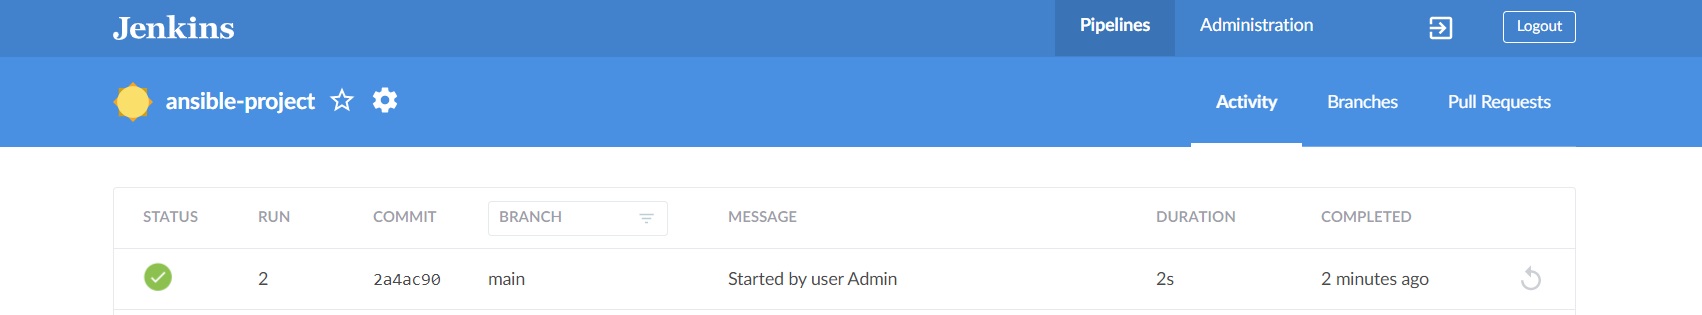 Jenkins Pipelines Administration Logout
ansible-project Activity Branches Pull Requests
STATUS RUN COMMIT BRANCH MESSAGE DURATION COMPLETED
2 2a4ac90 main Started by user Admin 2s 2 minutes ago